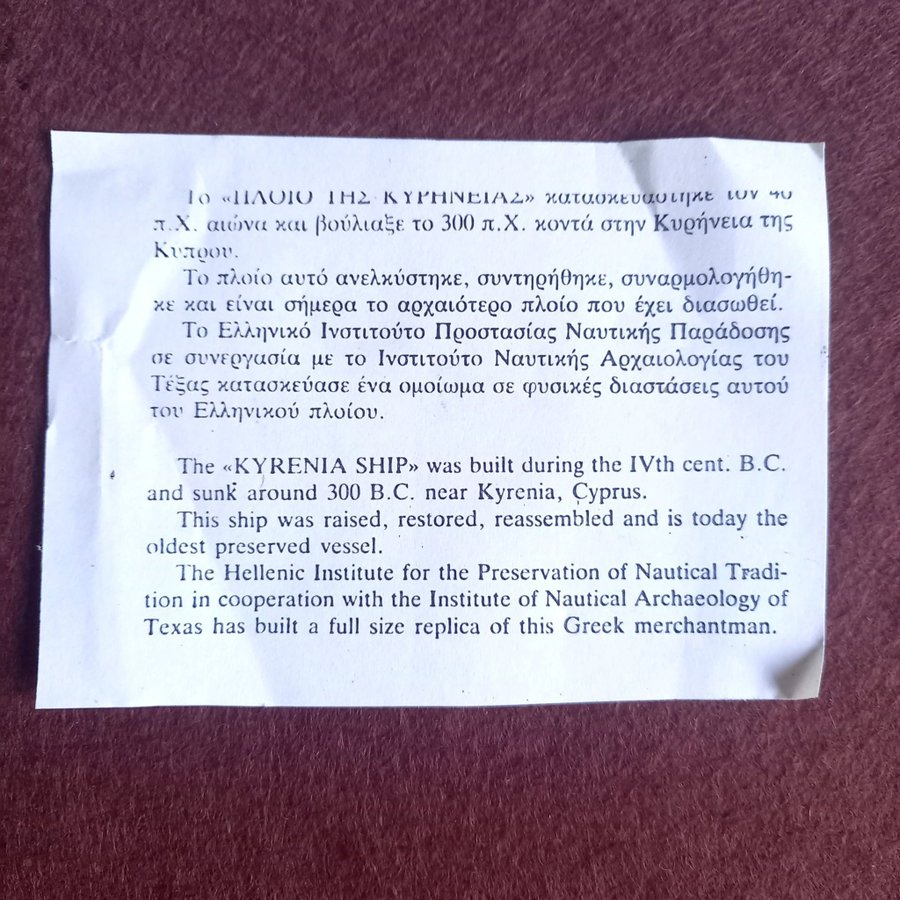 Το «ΠΛΟΙΟ ΤΗΣ ΚΥΡΗΝΕΙΑΣ» κατασκευάστηκε τον 4ο
π.Χ. αιώνα και βούλιαξε το 300 π.Χ. κοντά στην Κυρήνεια της
Κυπρου.
Το πλοίο αυτό ανελκύστηκε, συντηρήθηκε, συναρμολογήθη-
κε και είναι σήμερα το αρχαιότερο πλοίο που έχει διασωθεί.
Το Ελληνικό Ινστιτούτο Προστασίας Ναυτικής Παράδοσης
σε συνεργασία με το Ινστιτούτο Ναυτικής Αρχαιολογίας του
Τέξας κατασκεύασε ένα ομοίωμα σε φυσικές διαστάσεις αυτού
του Ελληνικού πλοίου.
The «KYRENIA SHIP» was built during the IVth cent. B.C.
and sunk around 300 B.C. near Kyrenia, Cyprus.
This ship was raised, restored, reassembled and is today the
oldest preserved vessel.
The Hellenic Institute for the Preservation of Nautical Tradi-
tion in cooperation with the Institute of Nautical Archaeology of
Texas has built a full size replica of this Greek merchantman.